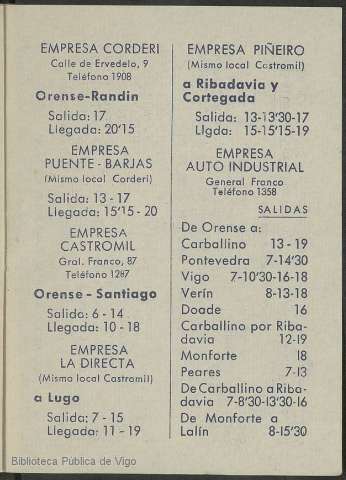 EMPRESA CORDERI
Calle de Ervedelo, 9
Teléfono 1908
Orense-Randin
Salida: 17
Llegada: 20'15
EMPRESA
PUENTE - BARJAS
(Mismo local Corderi)
Salida: 13 - 17
Llegada: 15'15 - 20
EMPRESA
CASTROMIL
Gral. Franco, 87
Teléfono 1287
Orense - Santiago
Salida: 6 - 14
Llegada: 10 - 18
EMPRESA
LA DIRECTA
(Mismo local Castromil)
a Lugo
Salida: 7 - 15
Llegada: 11 - 19
EMPRESA PIÑEIRO
(Mismo local Castromil)
a Ribadavia y
Cortegada
Salida: 13-13'30-17
Llgda: 15-15'15-19
EMPRESA
AUTO INDUSTRIAL
General Franco
Teléfono 1358
SALIDAS
De Orense a:
Carballino 13 - 19
Pontevedra 7-14'30
Vigo 7-10'30-16-18
Verín 8-13-18
Doade 16
Carballino por Riba-
davia 12-19
Monforte 18
Peares 7-13
De Carballino a Riba-
davia 7-8'30-13'30-16
De Monforte a
Lalín 8-15'30
Biblioteca Pública de Vigo